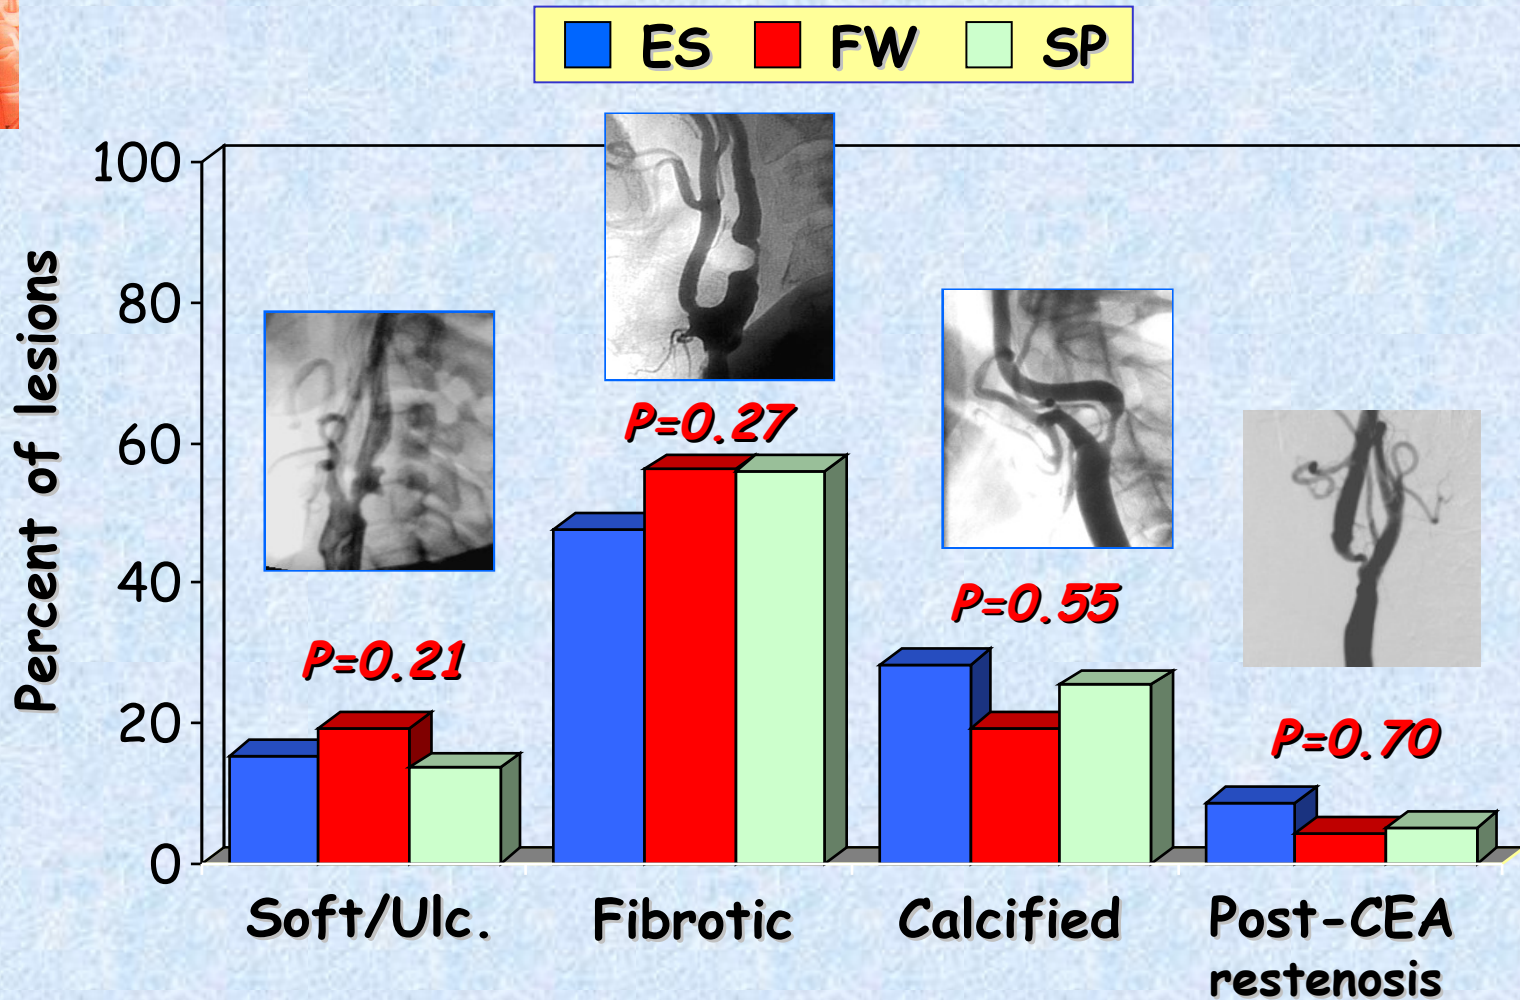 ES FW SP
Percent of lesions
100
80
60
40
20
0
P=0.21
P=0.27
P=0.55
P=0.70
Soft/Ulc. Fibrotic Calcified Post-CEA
restenosis